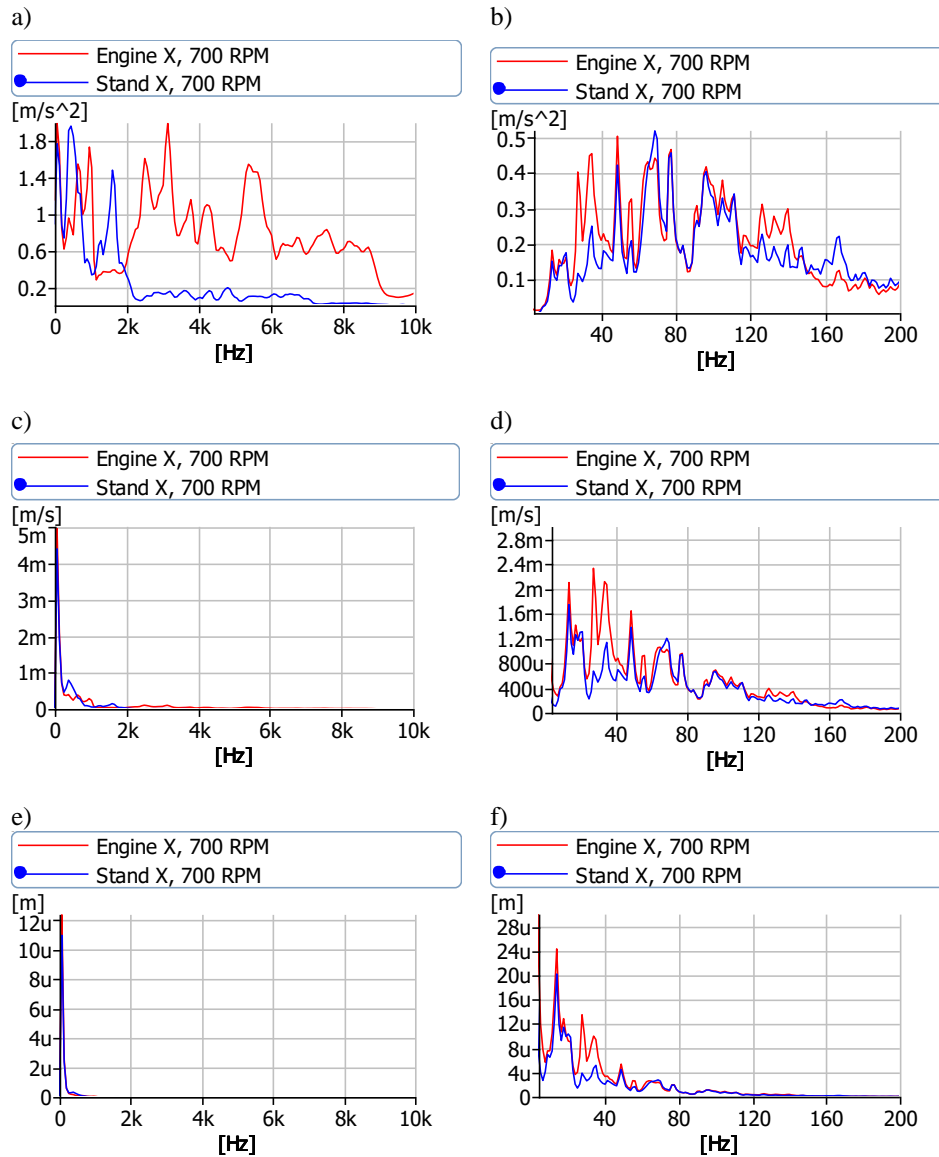 a)
Engine X, 700 RPM
Stand X, 700 RPM
[m/s^2]
1.8
1.4
1
0.6
0.2
0 2k 4k 6k 8k 10k
[Hz]
b)
Engine X, 700 RPM
Stand X, 700 RPM
[m/s^2]
0.5
0.4
0.3
0.2
0.1
40 80 120 160 200
[Hz]
c)
Engine X, 700 RPM
Stand X, 700 RPM
[m/s]
5m
4m
2m
1m
0
0 2k 4k 6k 8k 10k
[Hz]
d)
Engine X, 700 RPM
Stand X, 700 RPM
[m/s]
2.8m
2.4m
2m
1.6m
1.2m
800u
400u
0
40 80 120 160 200
[Hz]
e)
Engine X, 700 RPM
Stand X, 700 RPM
[m]
12u
10u
8u
6u
4u
2u
0
0 2k 4k 6k 8k 10k
[Hz]
f)
Engine X, 700 RPM
Stand X, 700 RPM
[m]
28u
24u
20u
16u
12u
8u
4u
0
40 80 120 160 200
[Hz]